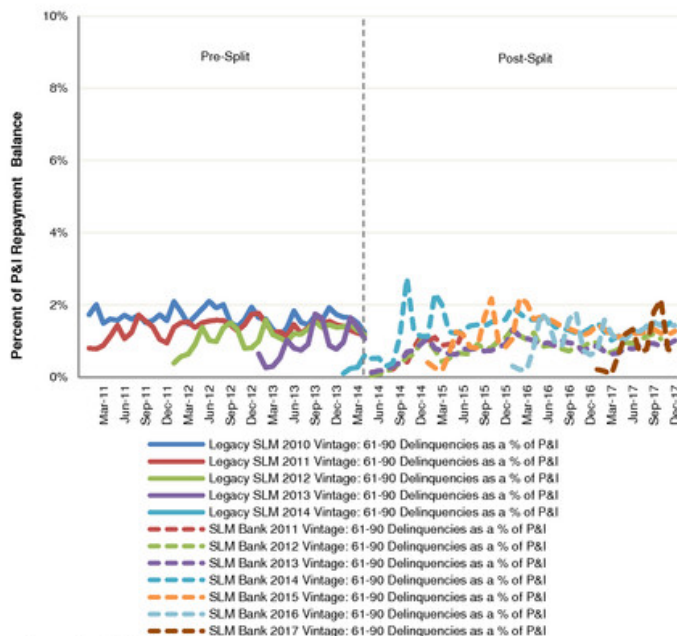 10%
Pre-Split
Post-Split
8%
6%
4%
2%
0%
Percent of P&I Repayment Balance
Mar-11
Jun-11
Sep-11
Dec-11
Mar-12
Jun-12
Sep-12
Dec-12
Mar-13
Jun-13
Sep-13
Dec-13
Mar-14
Jun-14
Sep-14
Dec-14
Mar-15
Jun-15
Sep-15
Dec-15
Mar-16
Jun-16
Sep-16
Dec-16
Mar-17
Jun-17
Sep-17
Dec-17
Legacy SLM 2010 Vintage: 61-90 Delinquencies as a % of P&I
Legacy SLM 2011 Vintage: 61-90 Delinquencies as a % of P&I
Legacy SLM 2012 Vintage: 61-90 Delinquencies as a % of P&I
Legacy SLM 2013 Vintage: 61-90 Delinquencies as a % of P&I
Legacy SLM 2014 Vintage: 61-90 Delinquencies as a % of P&I
SLM Bank 2011 Vintage: 61-90 Delinquencies as a % of P&I
SLM Bank 2012 Vintage: 61-90 Delinquencies as a % of P&I
SLM Bank 2013 Vintage: 61-90 Delinquencies as a % of P&I
SLM Bank 2014 Vintage: 61-90 Delinquencies as a % of P&I
SLM Bank 2015 Vintage: 61-90 Delinquencies as a % of P&I
SLM Bank 2016 Vintage: 61-90 Delinquencies as a % of P&I
SLM Bank 2017 Vintage: 61-90 Delinquencies as a % of P&I